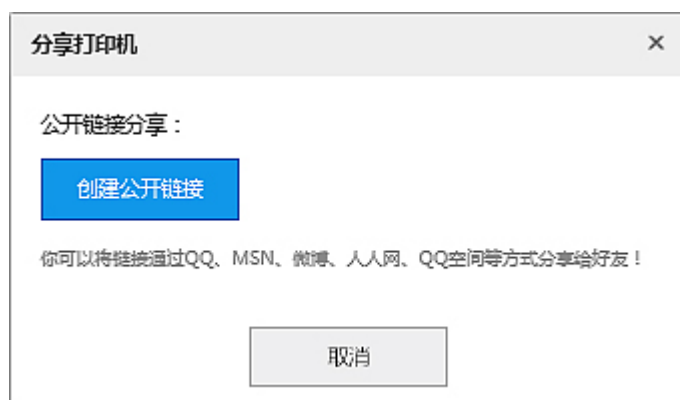 分享打印机
公开链接分享：
创建公开链接
你可以将链接通过QQ、MSN、微博、人人网、QQ空间等方式分享给好友！
取消